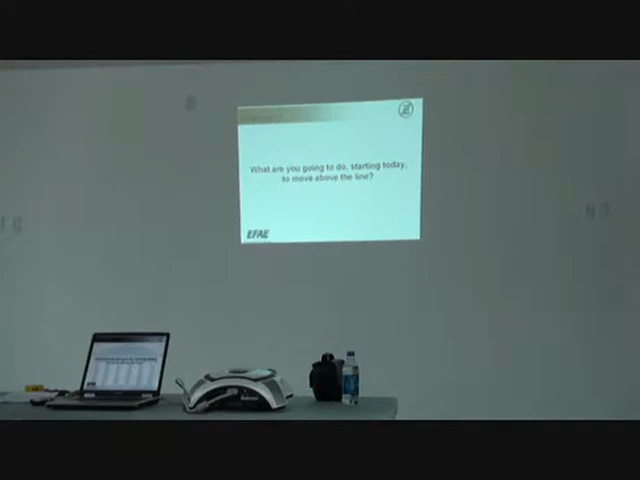 What are you going to do, starting today,
to move above the line?
EFAE